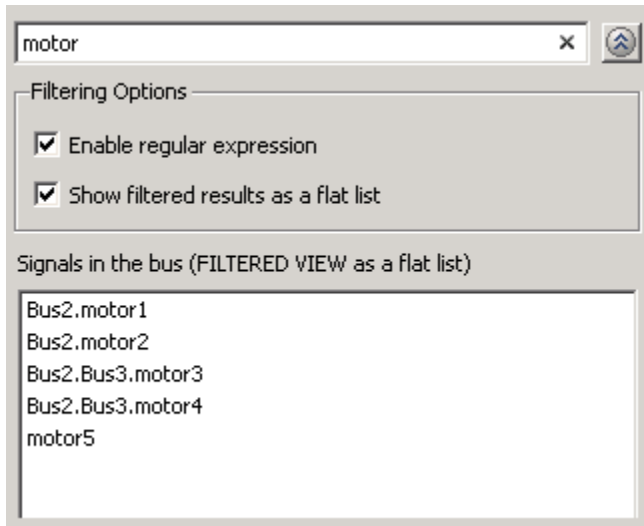 motor
Filtering Options
Enable regular expression
Show filtered results as a flat list
Signals in the bus (FILTERED VIEW as a flat list)
Bus2.motor1
Bus2.motor2
Bus2.Bus3.motor3
Bus2.Bus3.motor4
motor5